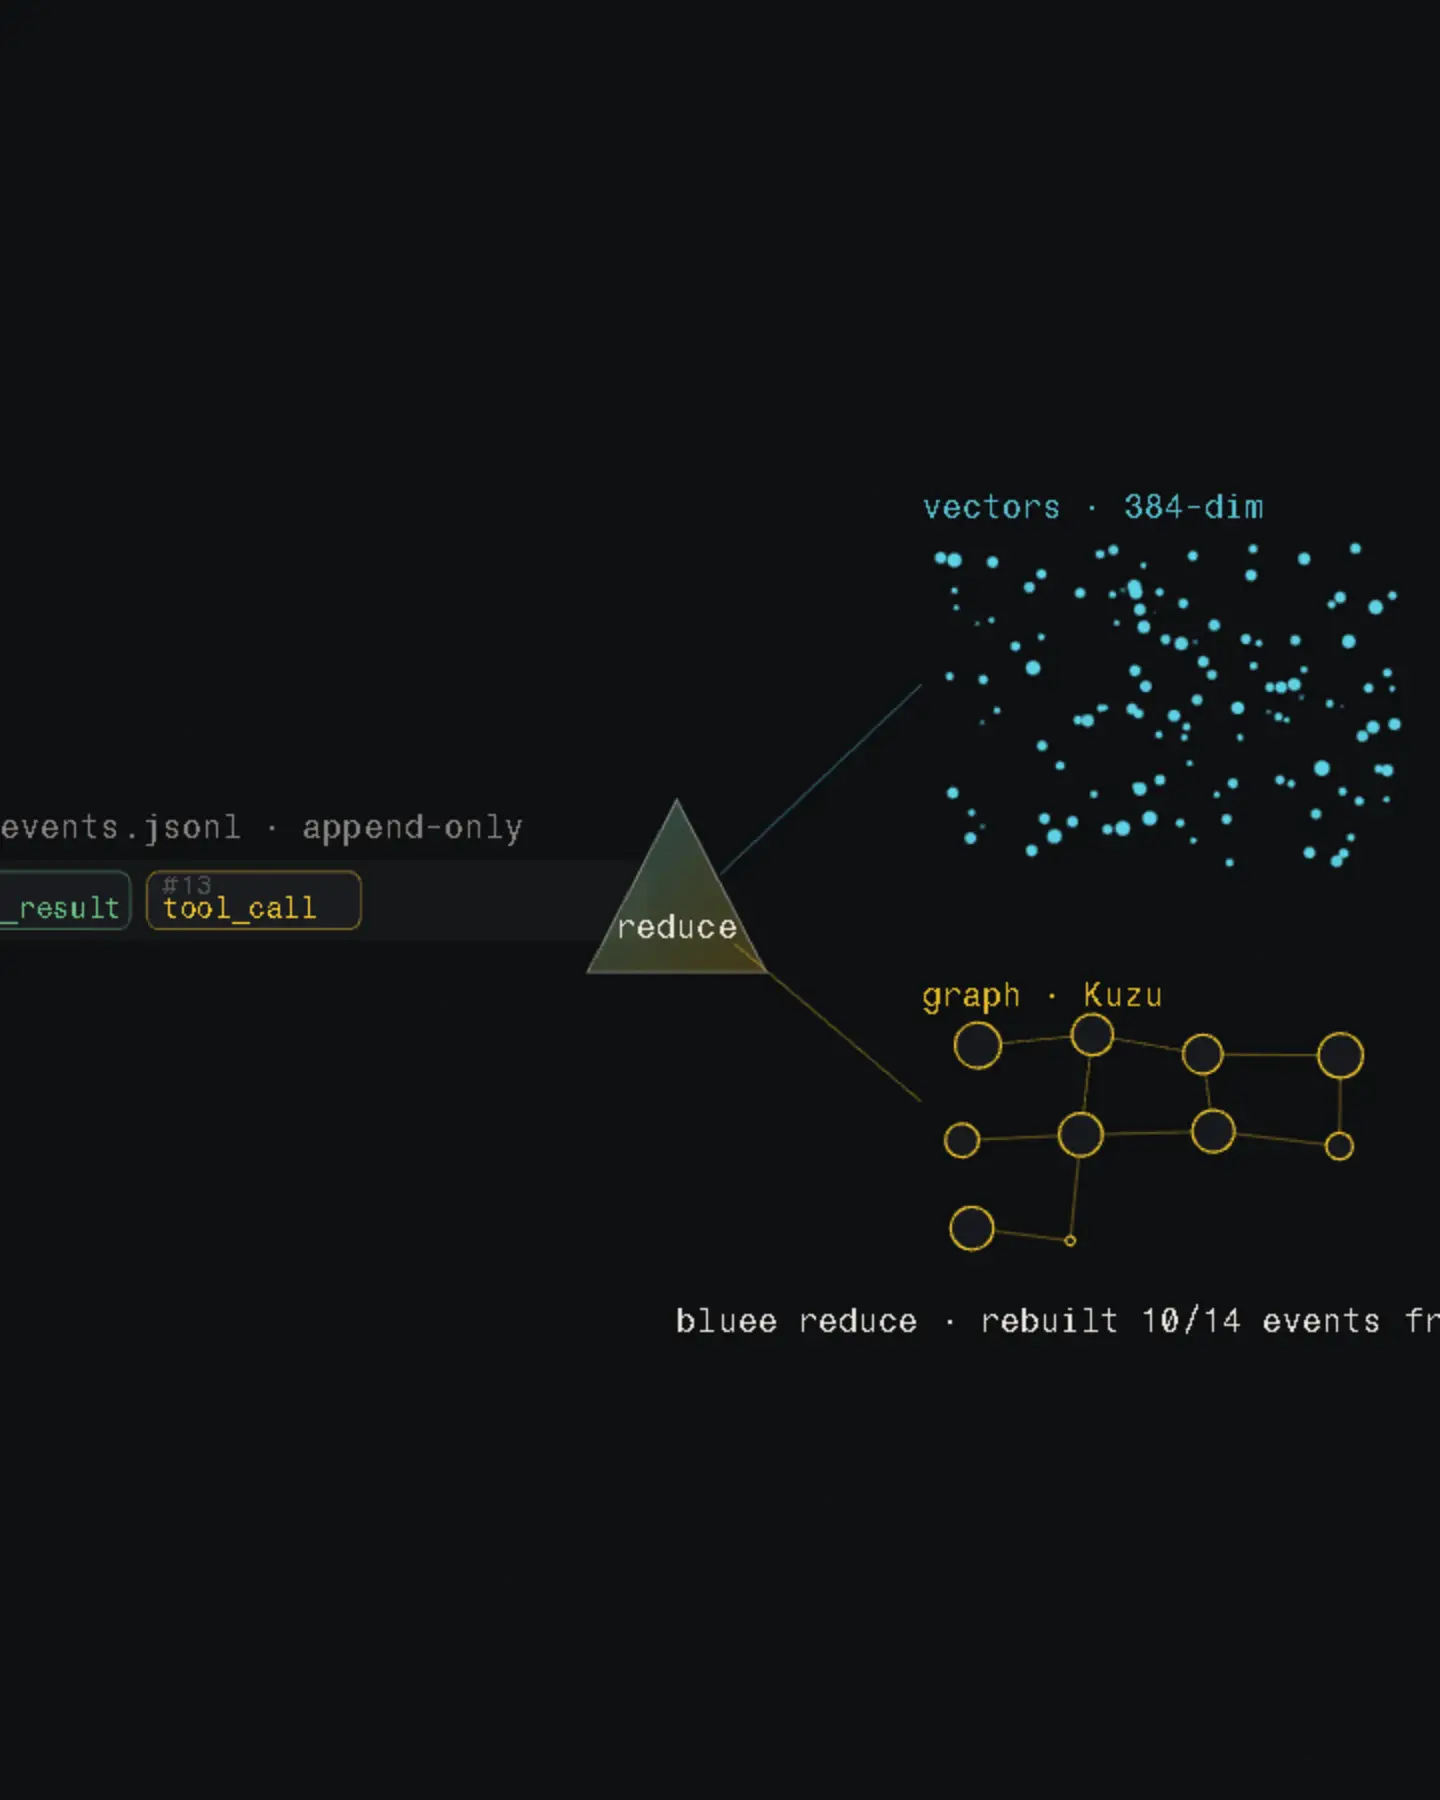 vectors · 384-dim
events.jsonl · append-only
_result
#13
tool_call
reduce
graph · Kuzu
bluee reduce · rebuilt 10/14 events fr